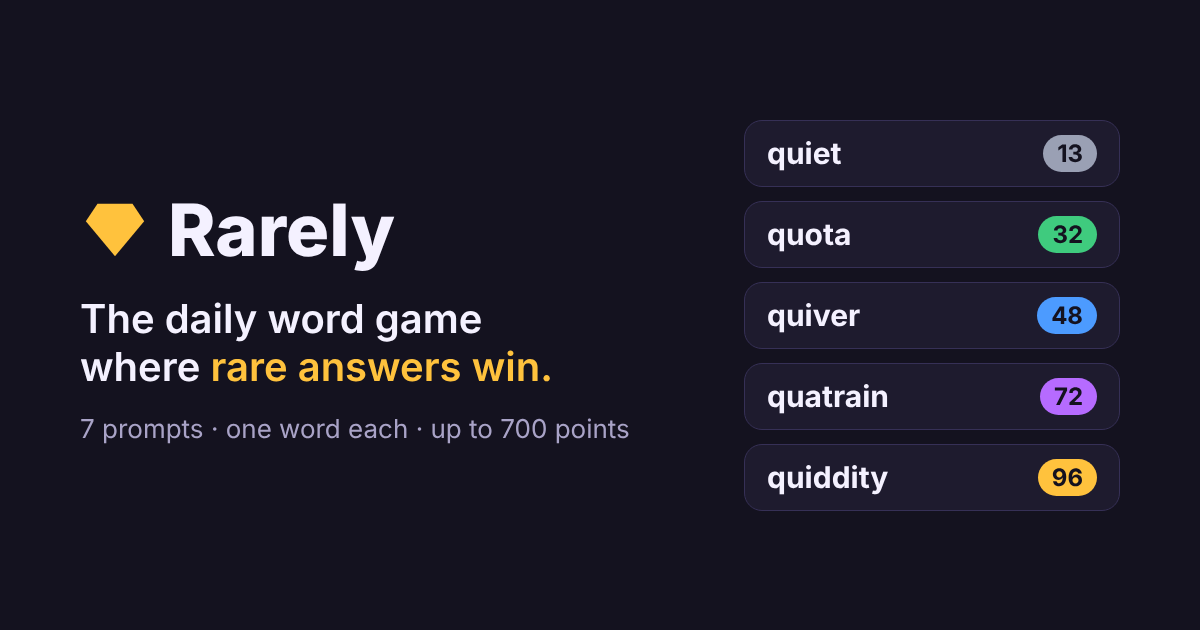 Rarely
The daily word game
where rare answers win.
7 prompts · one word each · up to 700 points
quiet 13
quota 32
quiver 48
quatrain 72
quiddity 96